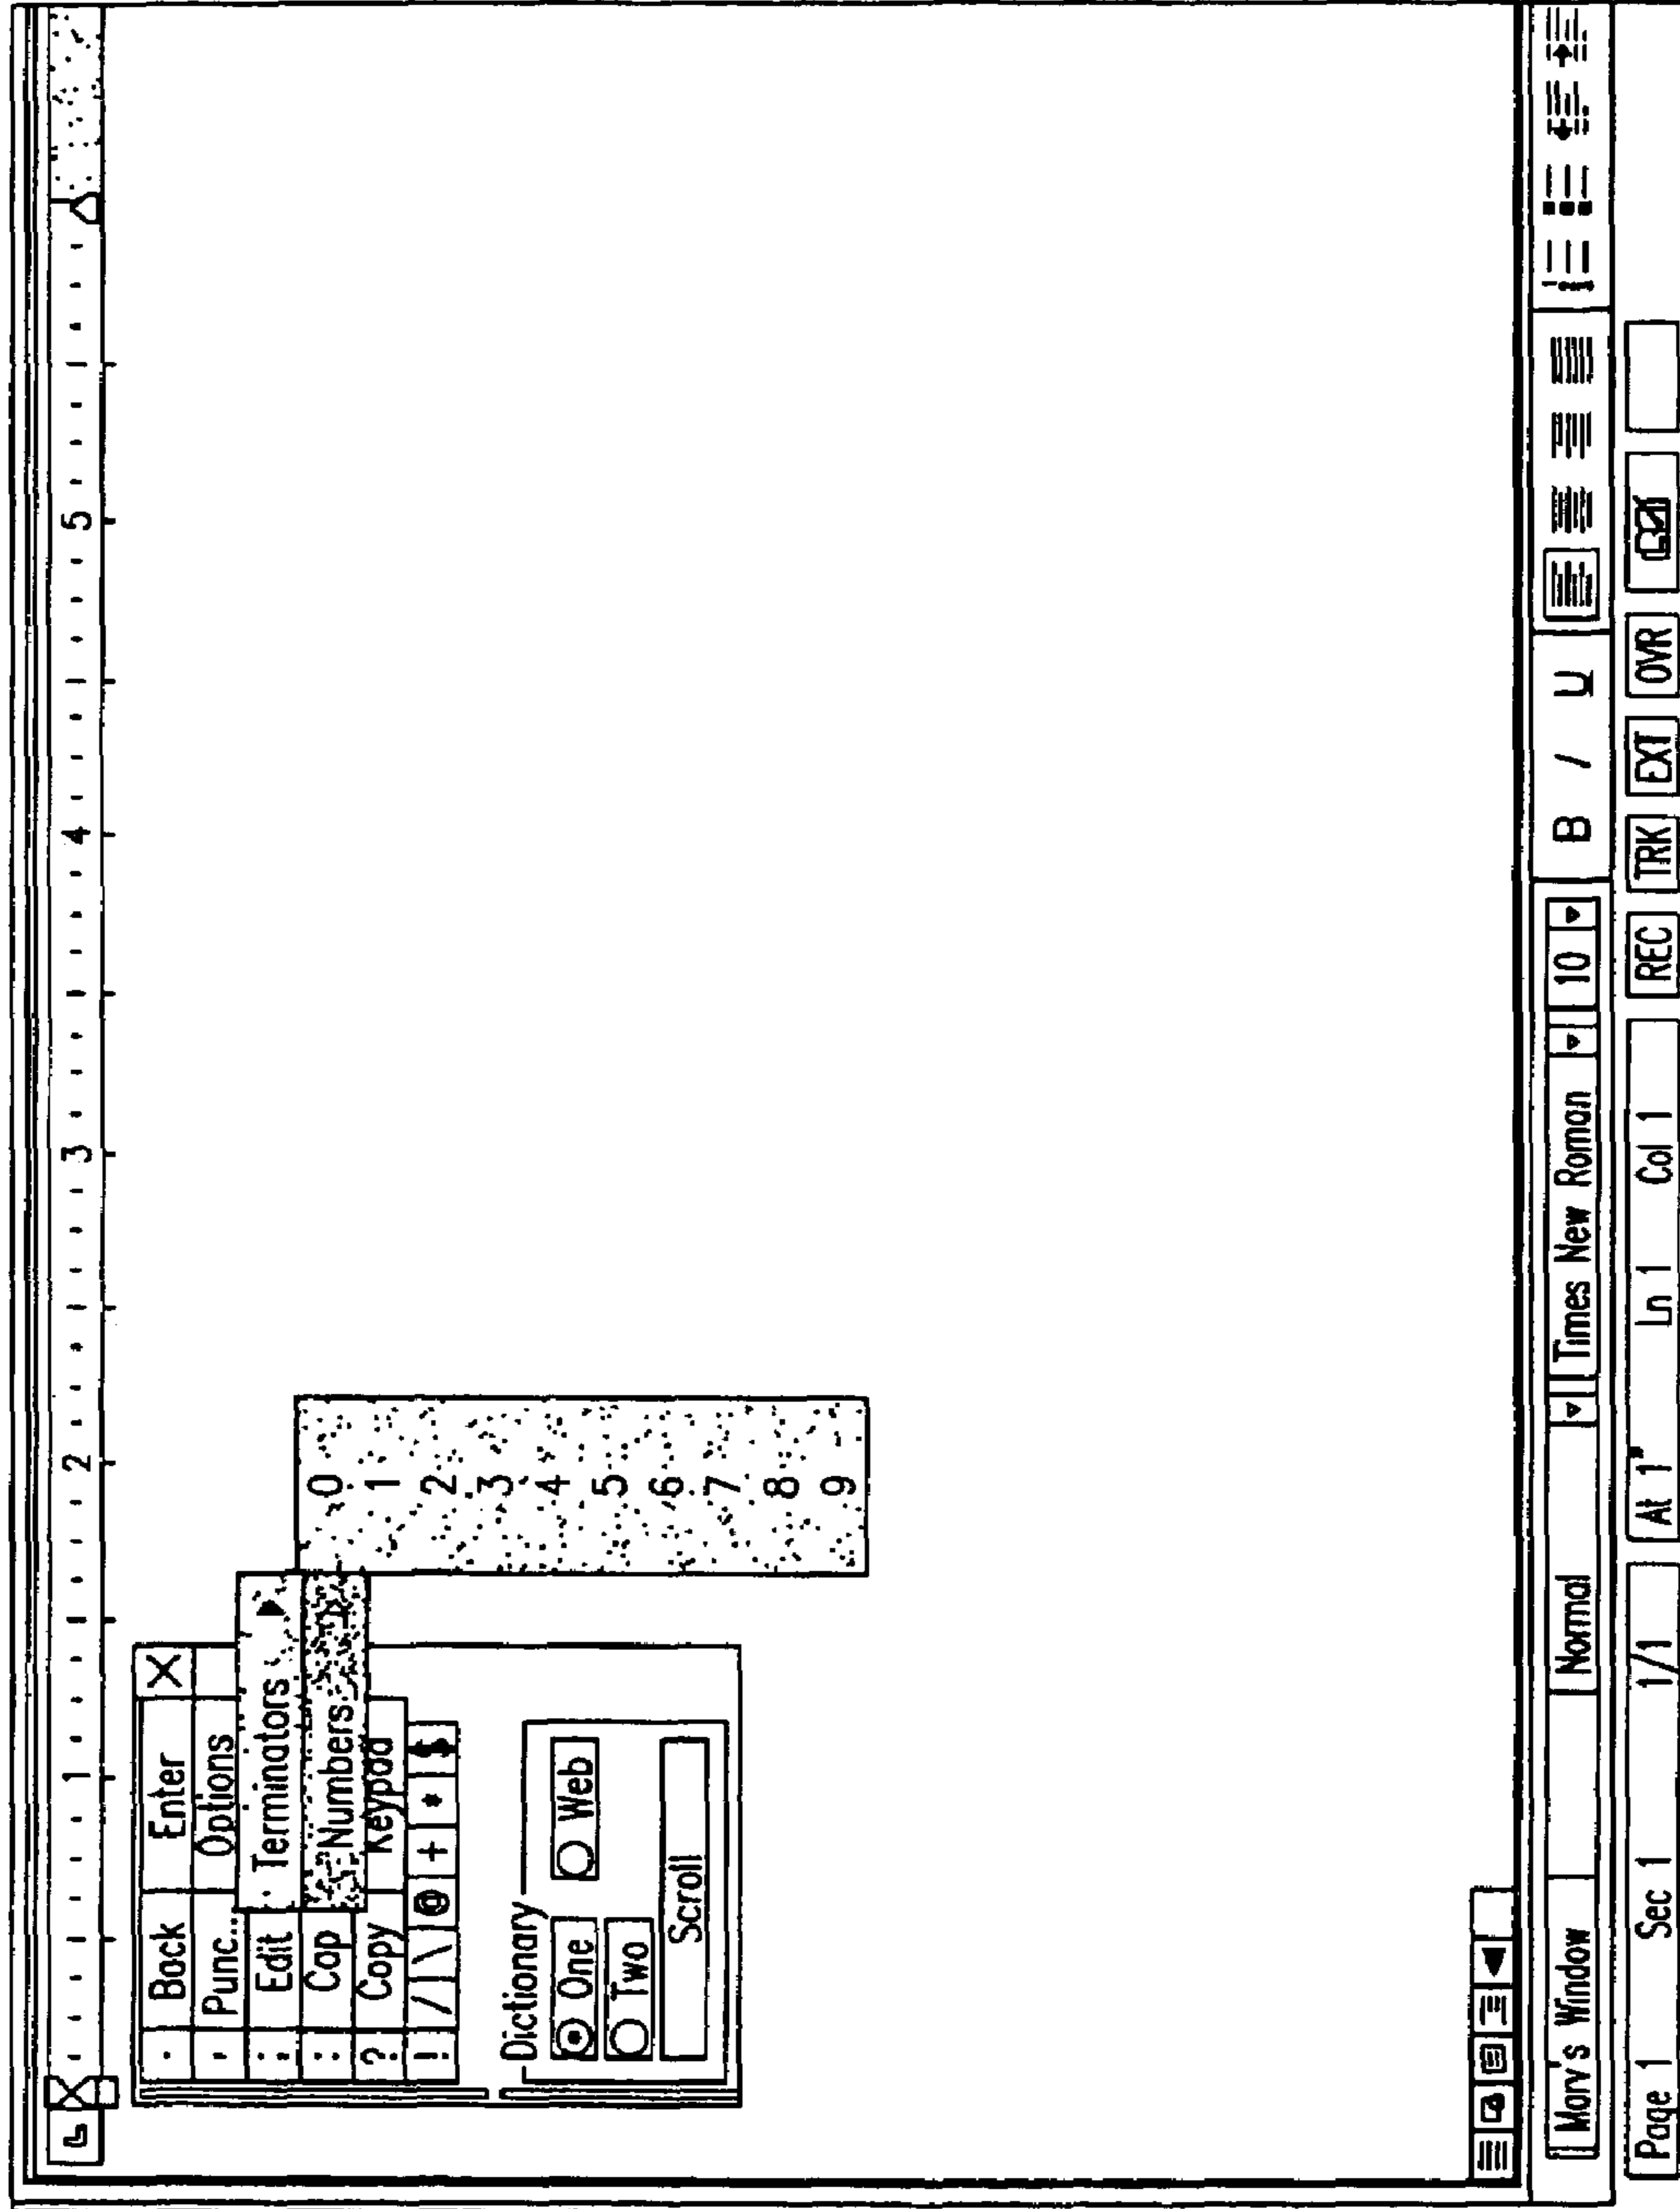 1 2 3 4 5
. Back Enter X
, Punc... Options
; Edit Terminators
: Cap Numbers
? Copy Keypad
! / \ @ + * $
0
1
2
3
4
5
6
7
8
9
Dictionary
One Web
Two
Scroll
Marv's Window Normal Times New Roman 10 B / U
Page 1 Sec 1 1/1 At 1" Ln 1 Col 1 REC TRK EXT OVR